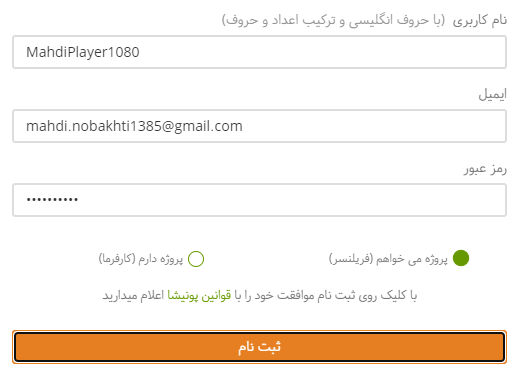 نام کاربری (با حروف انگلیسی و ترکیب اعداد و حروف)
MahdiPlayer1080
ایمیل
mahdi.nobakhti1385@gmail.com
رمز عبور
••••••••••
پروژه می خواهم (فریلنسر) پروژه دارم (کارفرما)
با کلیک روی ثبت نام موافقت خود را با قوانین پونیشا اعلام میدارید
ثبت نام